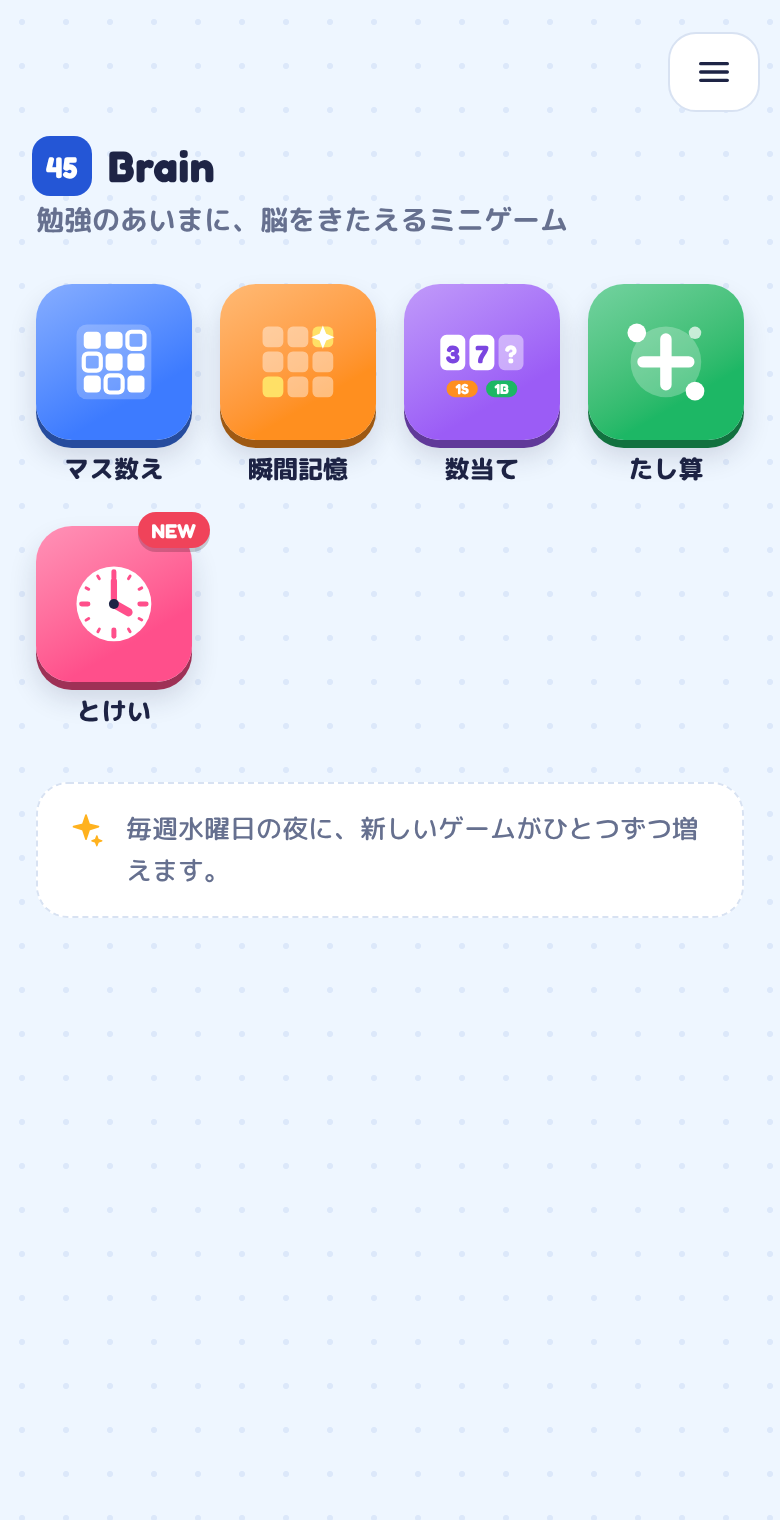 45 Brain
勉強のあいまに、脳をきたえるミニゲーム
3 7 ?
1S 1B
マス数え 瞬間記憶 数当て たし算
NEW
とけい
毎週水曜日の夜に、新しいゲームがひとつずつ増
えます。